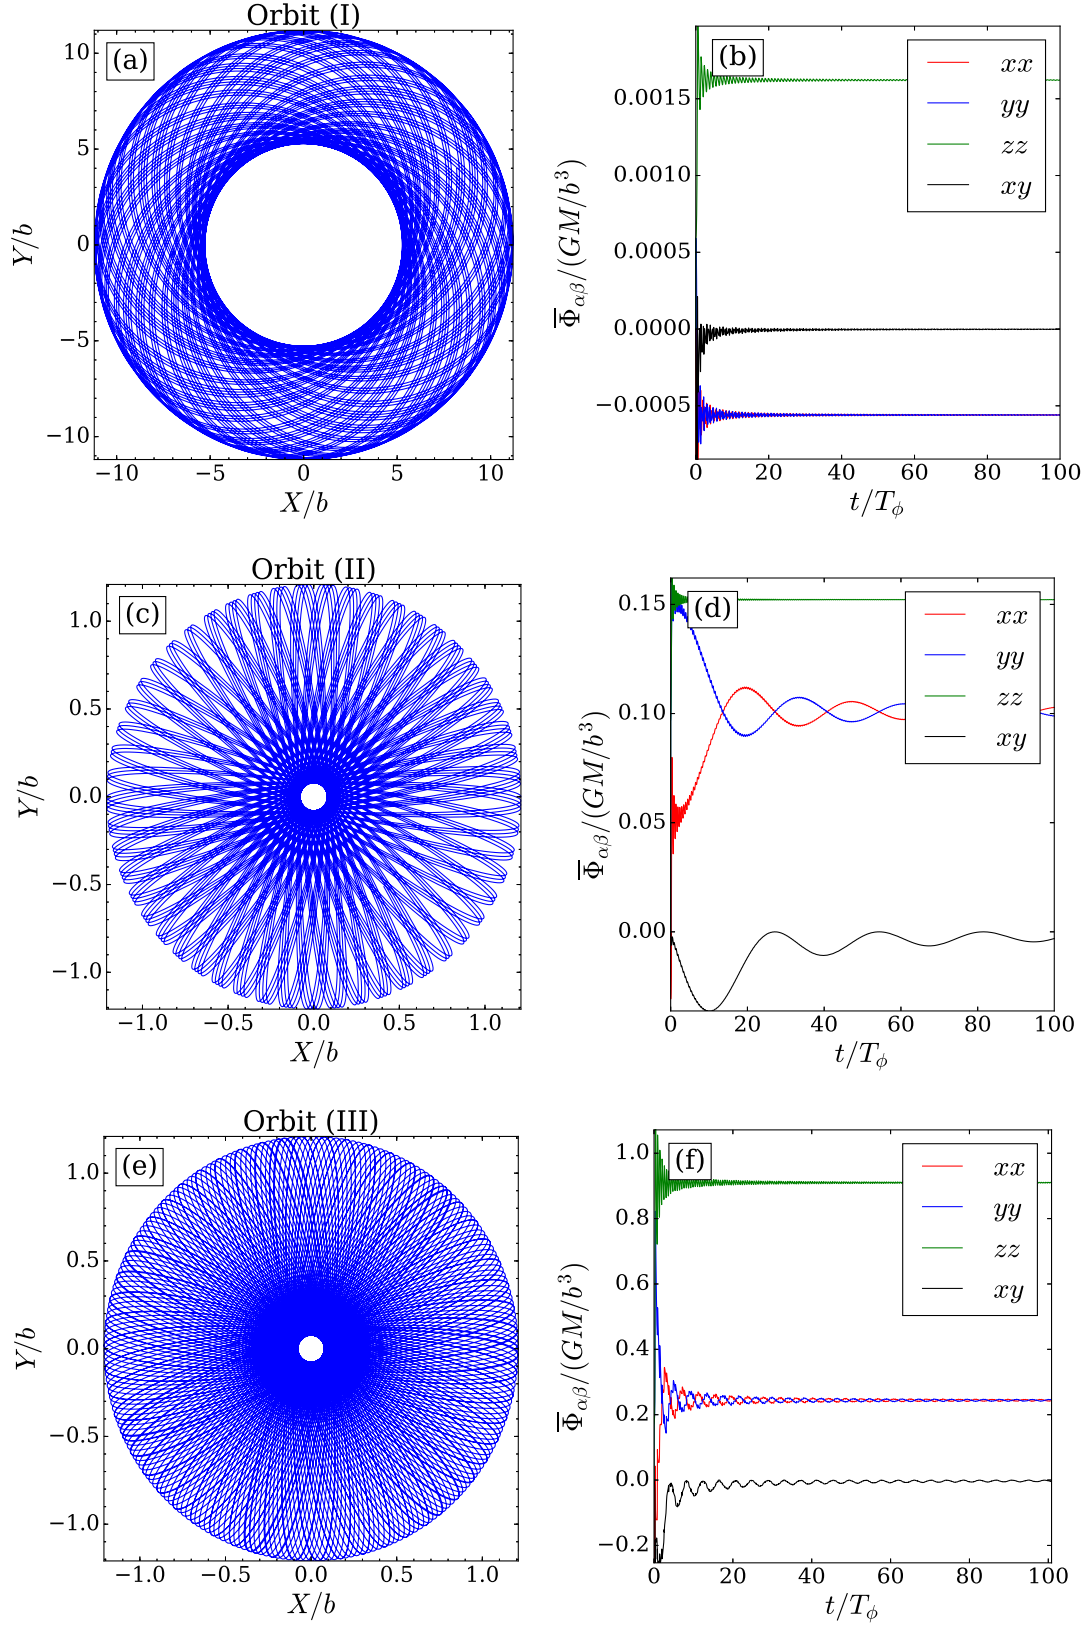 Orbit (I)
(a)
10
5
0
−5
−10
−10 −5 0 5 10
X/b
Y/b
(b)
xx
yy
zz
xy
0.0015
0.0010
0.0005
0.0000
−0.0005
0 20 40 60 80 100
t/T_ϕ
Φ̅_αβ/(GM/b³)
Orbit (II)
(c)
1.0
0.5
0.0
−0.5
−1.0
−1.0 −0.5 0.0 0.5 1.0
X/b
Y/b
(d)
xx
yy
zz
xy
0.15
0.10
0.05
0.00
0 20 40 60 80 100
t/T_ϕ
Φ̅_αβ/(GM/b³)
Orbit (III)
(e)
1.0
0.5
0.0
−0.5
−1.0
−1.0 −0.5 0.0 0.5 1.0
X/b
Y/b
(f)
xx
yy
zz
xy
1.0
0.8
0.6
0.4
0.2
0.0
−0.2
0 20 40 60 80 100
t/T_ϕ
Φ̅_αβ/(GM/b³)